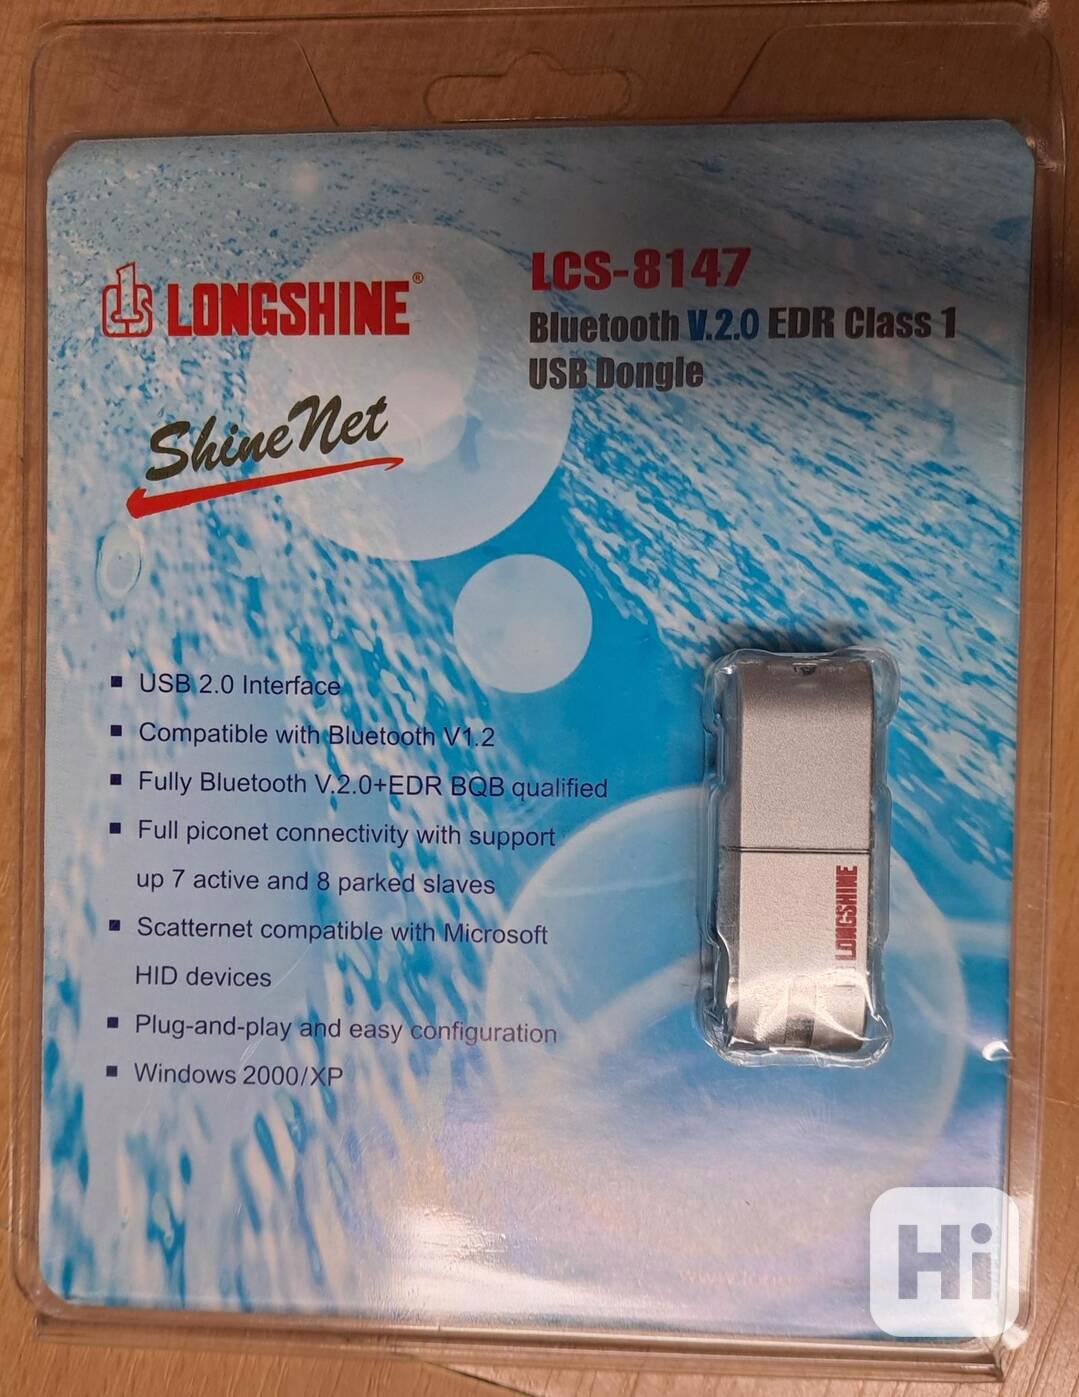 LONGSHINE®
LCS-8147
Bluetooth V.2.0 EDR Class 1
USB Dongle
ShineNet
USB 2.0 Interface
Compatible with Bluetooth V1.2
Fully Bluetooth V.2.0+EDR BQB qualified
Full piconet connectivity with support
up 7 active and 8 parked slaves
Scatternet compatible with Microsoft
HID devices
Plug-and-play and easy configuration
Windows 2000/XP
LONGSHINE
Hi